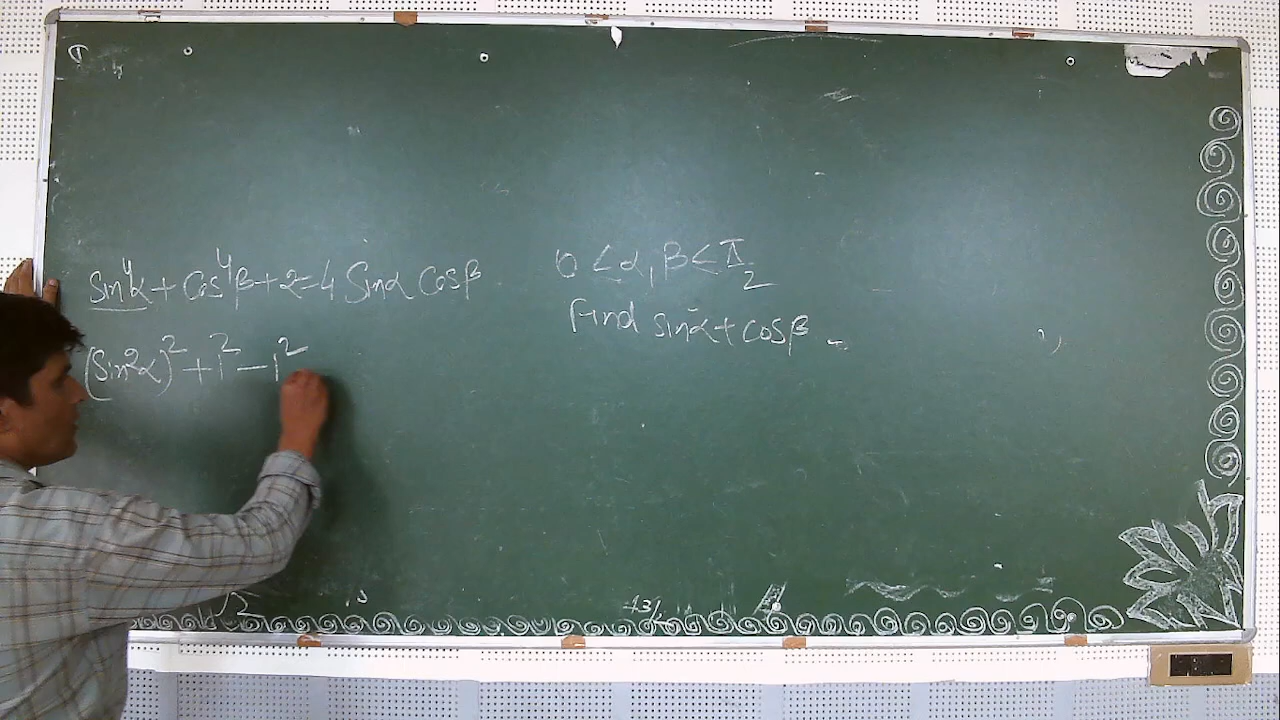 sin⁴α + cos⁴β + 2 = 4 Sinα Cosβ
0 ≤ α, β ≤ π/2
Find sinα + cosβ
(Sin²α)² + 1² - 1²